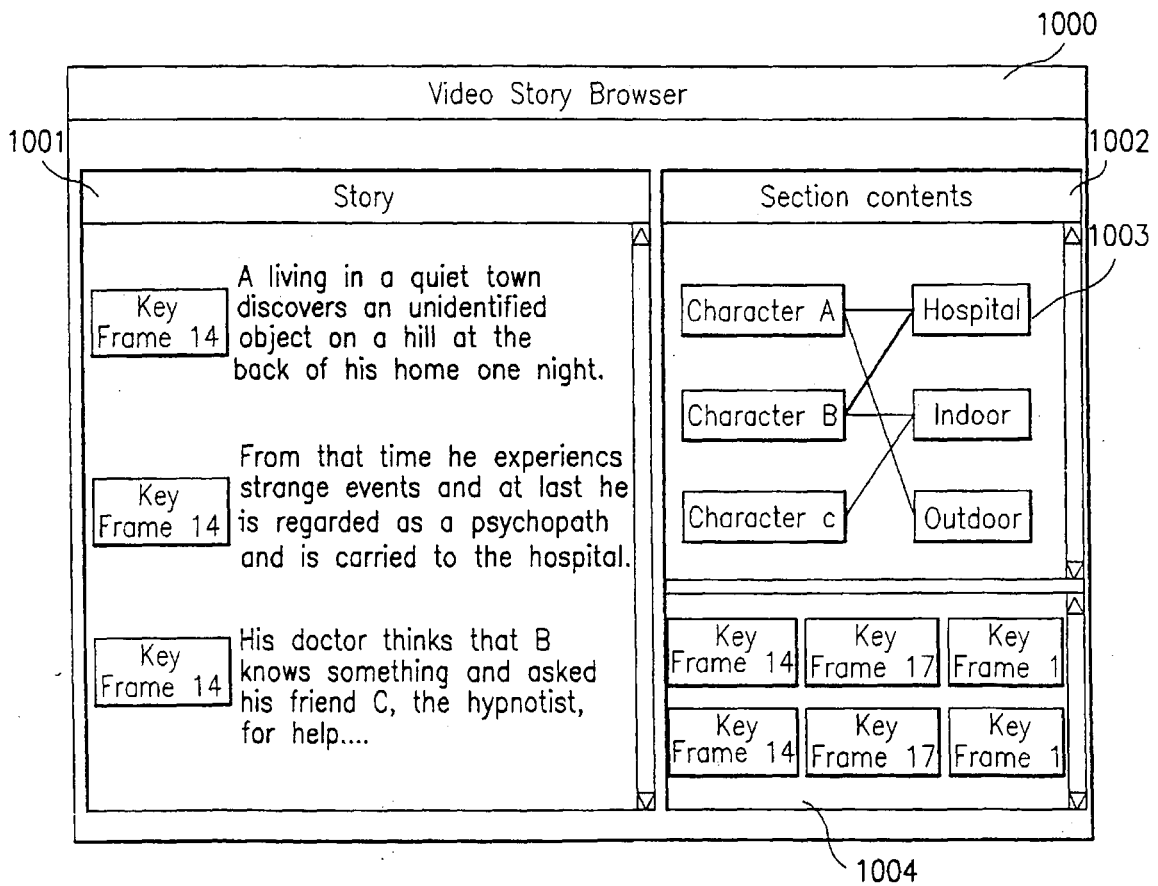 1000
Video Story Browser
1001
1002
Story
Section contents
1003
Key
Frame 14
A living in a quiet town
discovers an unidentified
object on a hill at the
back of his home one night.
Key
Frame 14
From that time he experiencs
strange events and at last he
is regarded as a psychopath
and is carried to the hospital.
Key
Frame 14
His doctor thinks that B
knows something and asked
his friend C, the hypnotist,
for help....
Character A
Hospital
Character B
Indoor
Character c
Outdoor
Key
Frame 14
Key
Frame 17
Key
Frame 1
Key
Frame 14
Key
Frame 17
Key
Frame 1
1004